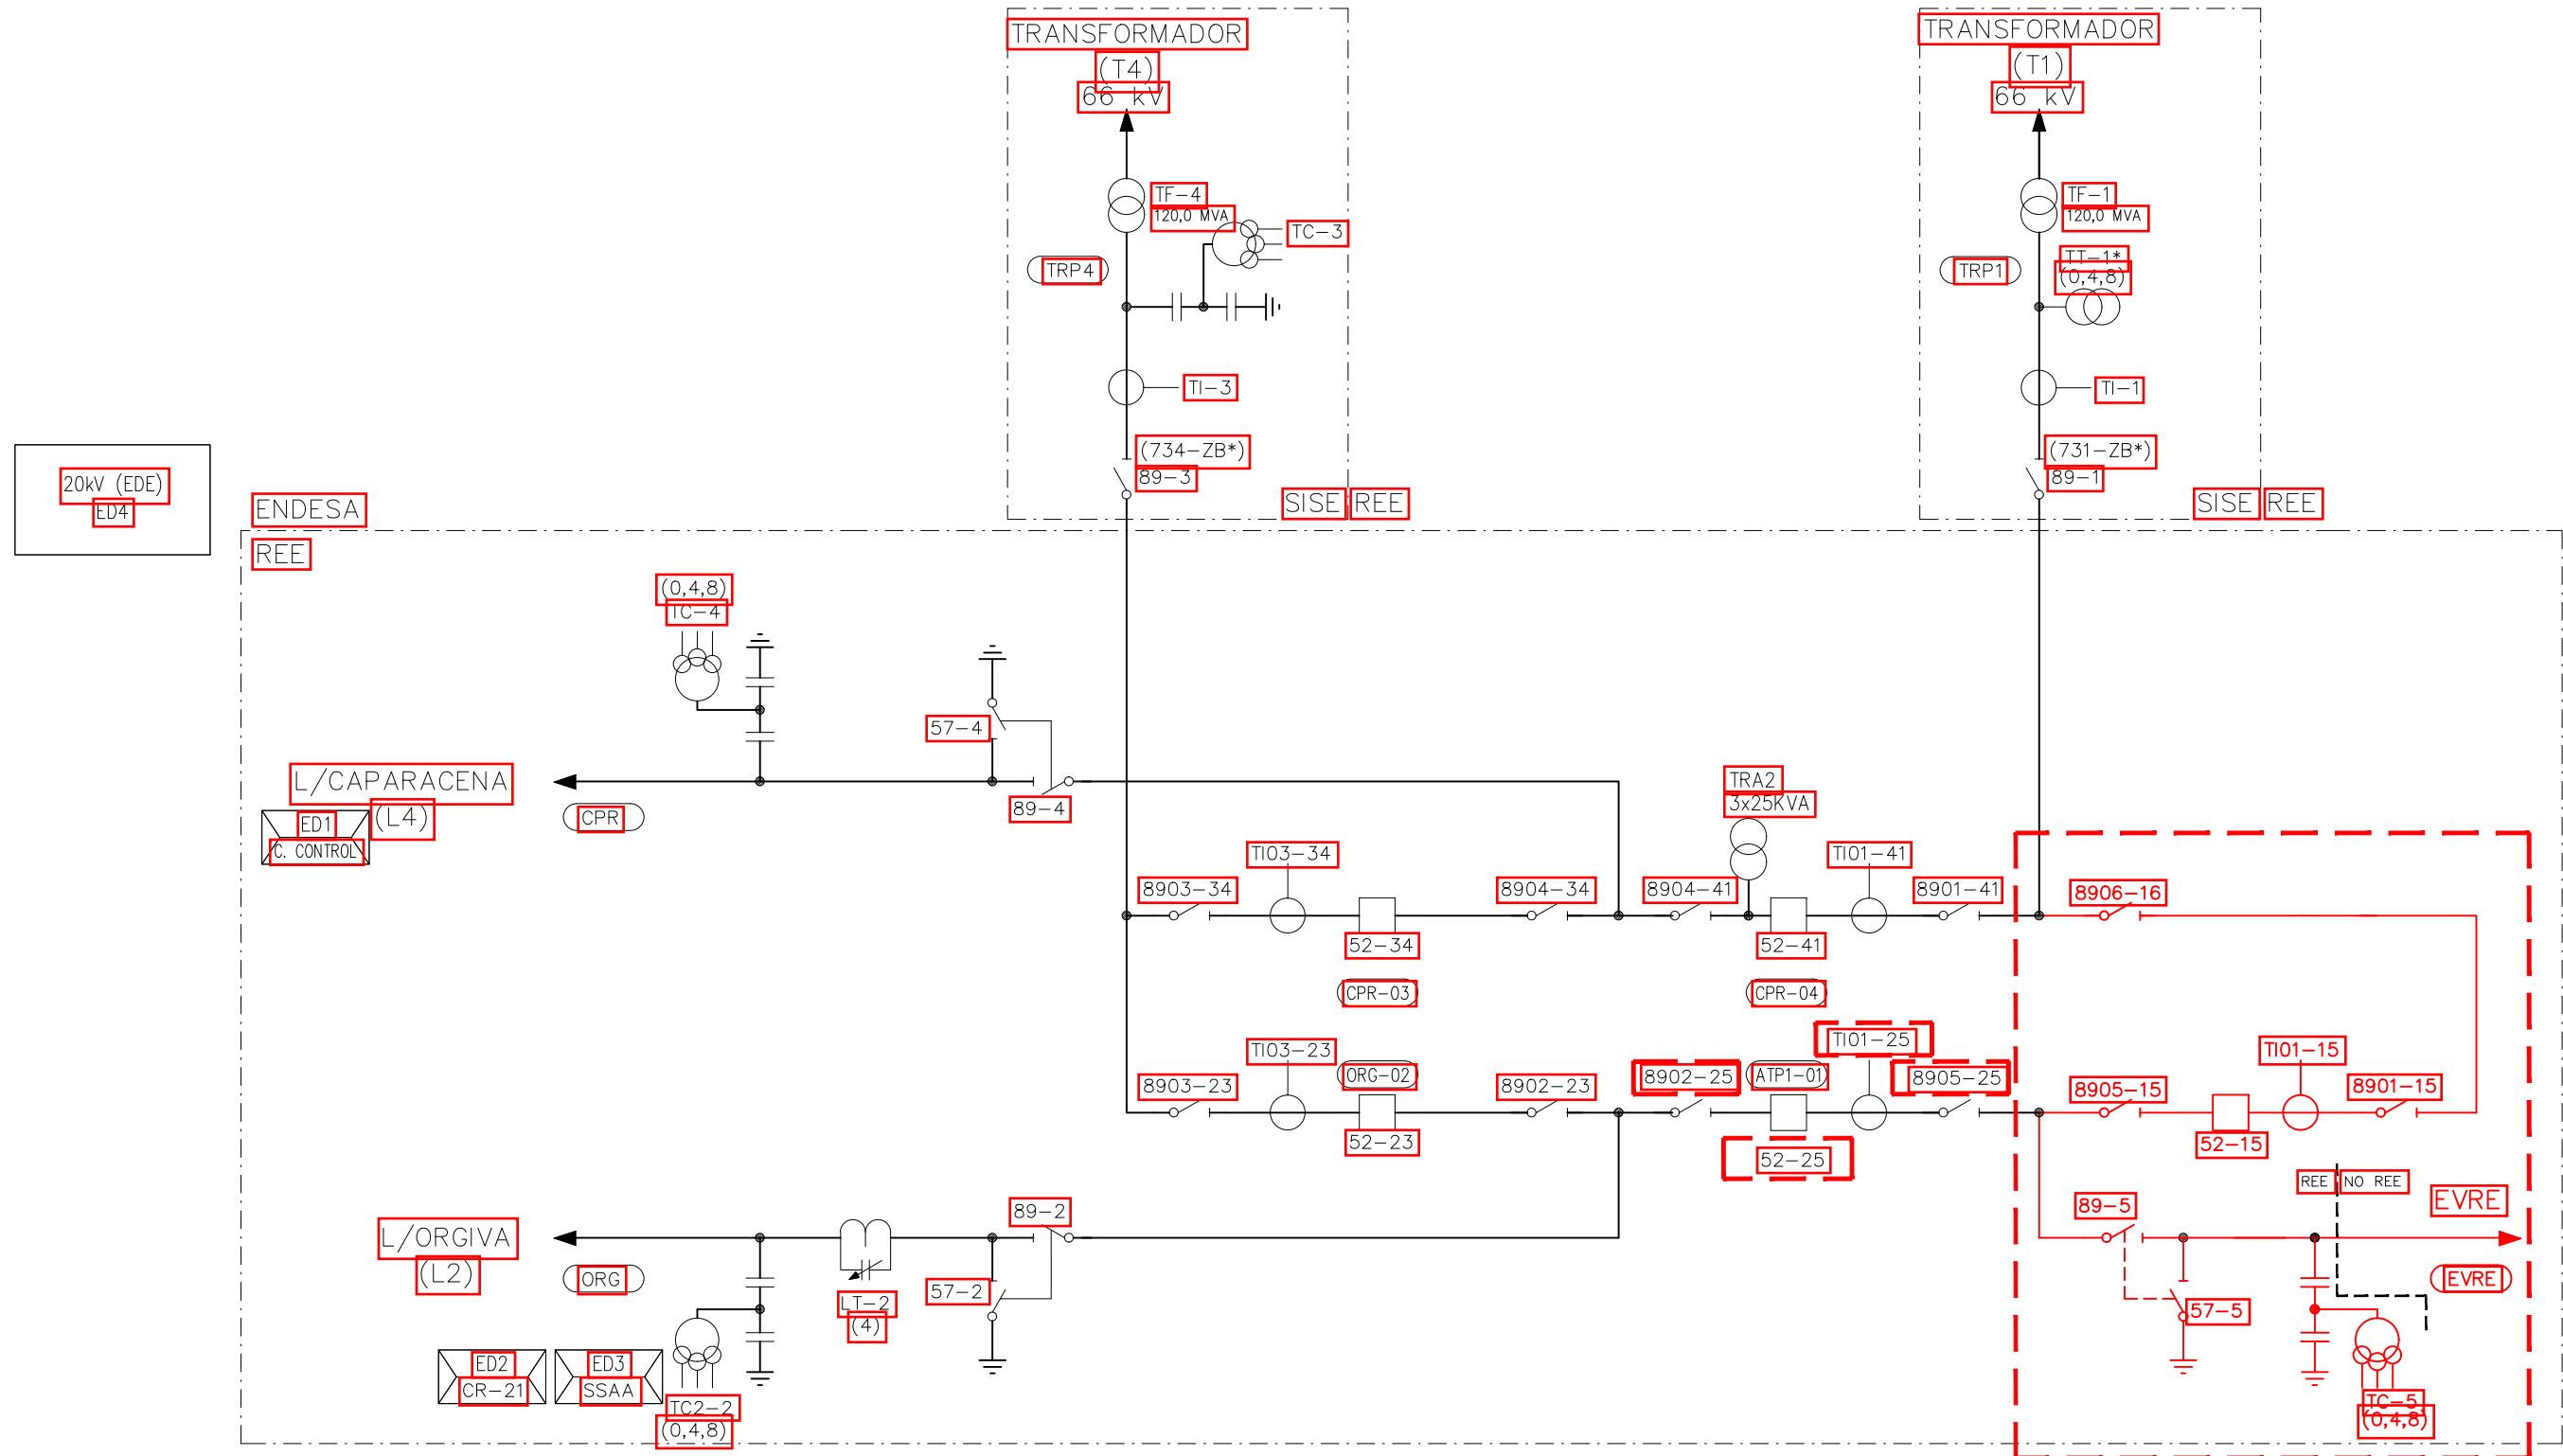 TRANSFORMADOR
(T4)
66 kV
TRANSFORMADOR
(T1)
66 kV
TF-4
120,0 MVA
TC-3
TRP4
TI-3
(734-ZB*)
89-3
SISE REE
TF-1
120,0 MVA
TT-1*
(0,4,8)
TRP1
TI-1
(731-ZB*)
89-1
SISE REE
20kV (EDE)
ED4
ENDESA
REE
(0,4,8)
TC-4
57-4
L/CAPARACENA
(L4)
CPR
89-4
ED1
C. CONTROL
TRA2
3x25KVA
8903-34
TI03-34
52-34
8904-34
8904-41
52-41
TI01-41
8901-41
8906-16
CPR-03
CPR-04
8903-23
TI03-23
ORG-02
52-23
8902-23
8902-25
ATP1-01
TI01-25
8905-25
52-25
8905-15
52-15
TI01-15
8901-15
REE NO REE
89-5
EVRE
EVRE
57-5
TC-5
(0,4,8)
L/ORGIVA
(L2)
ORG
89-2
57-2
LT-2
(4)
ED2
CR-21
ED3
SSAA
TC2-2
(0,4,8)